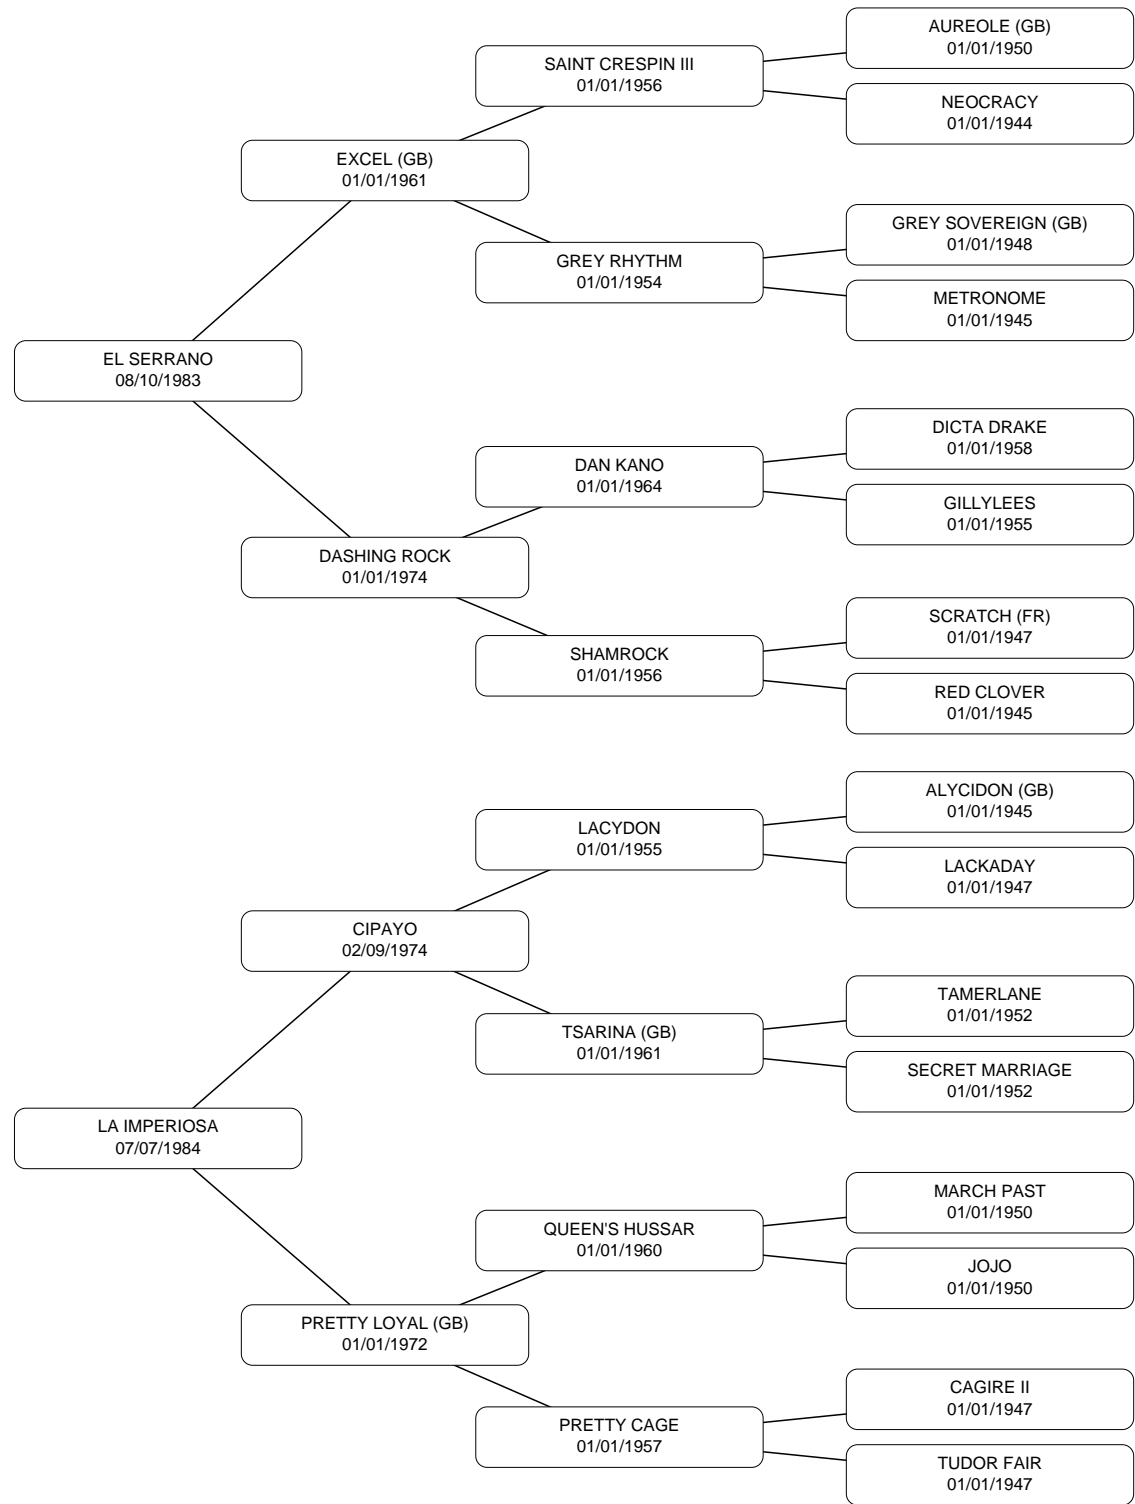 AUREOLE (GB)
01/01/1950
SAINT CRESPIN III
01/01/1956
NEOCRACY
01/01/1944
EXCEL (GB)
01/01/1961
GREY SOVEREIGN (GB)
01/01/1948
GREY RHYTHM
01/01/1954
METRONOME
01/01/1945
EL SERRANO
08/10/1983
DICTA DRAKE
01/01/1958
DAN KANO
01/01/1964
GILLYLEES
01/01/1955
DASHING ROCK
01/01/1974
SCRATCH (FR)
01/01/1947
SHAMROCK
01/01/1956
RED CLOVER
01/01/1945
ALYCIDON (GB)
01/01/1945
LACYDON
01/01/1955
LACKADAY
01/01/1947
CIPAYO
02/09/1974
TAMERLANE
01/01/1952
TSARINA (GB)
01/01/1961
SECRET MARRIAGE
01/01/1952
LA IMPERIOSA
07/07/1984
MARCH PAST
01/01/1950
QUEEN'S HUSSAR
01/01/1960
JOJO
01/01/1950
PRETTY LOYAL (GB)
01/01/1972
CAGIRE II
01/01/1947
PRETTY CAGE
01/01/1957
TUDOR FAIR
01/01/1947